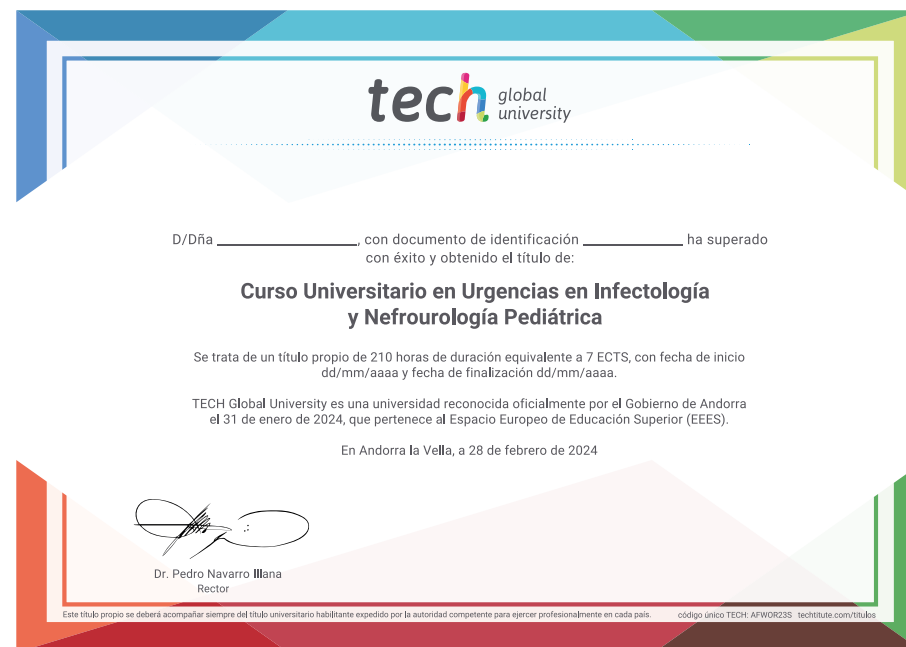 tech global university
D/Dña ____________, con documento de identificación ____________ ha superado
con éxito y obtenido el título de:
Curso Universitario en Urgencias en Infectología
y Nefrourología Pediátrica
Se trata de un título propio de 210 horas de duración equivalente a 7 ECTS, con fecha de inicio
dd/mm/aaaa y fecha de finalización dd/mm/aaaa.
TECH Global University es una universidad reconocida oficialmente por el Gobierno de Andorra
el 31 de enero de 2024, que pertenece al Espacio Europeo de Educación Superior (EEES).
En Andorra la Vella, a 28 de febrero de 2024
Dr. Pedro Navarro Illana
Rector
Este título propio se deberá acompañar siempre del título universitario habilitante expedido por la autoridad competente para ejercer profesionalmente en cada país. código único TECH: AFWOR23S techtitute.com/titulos